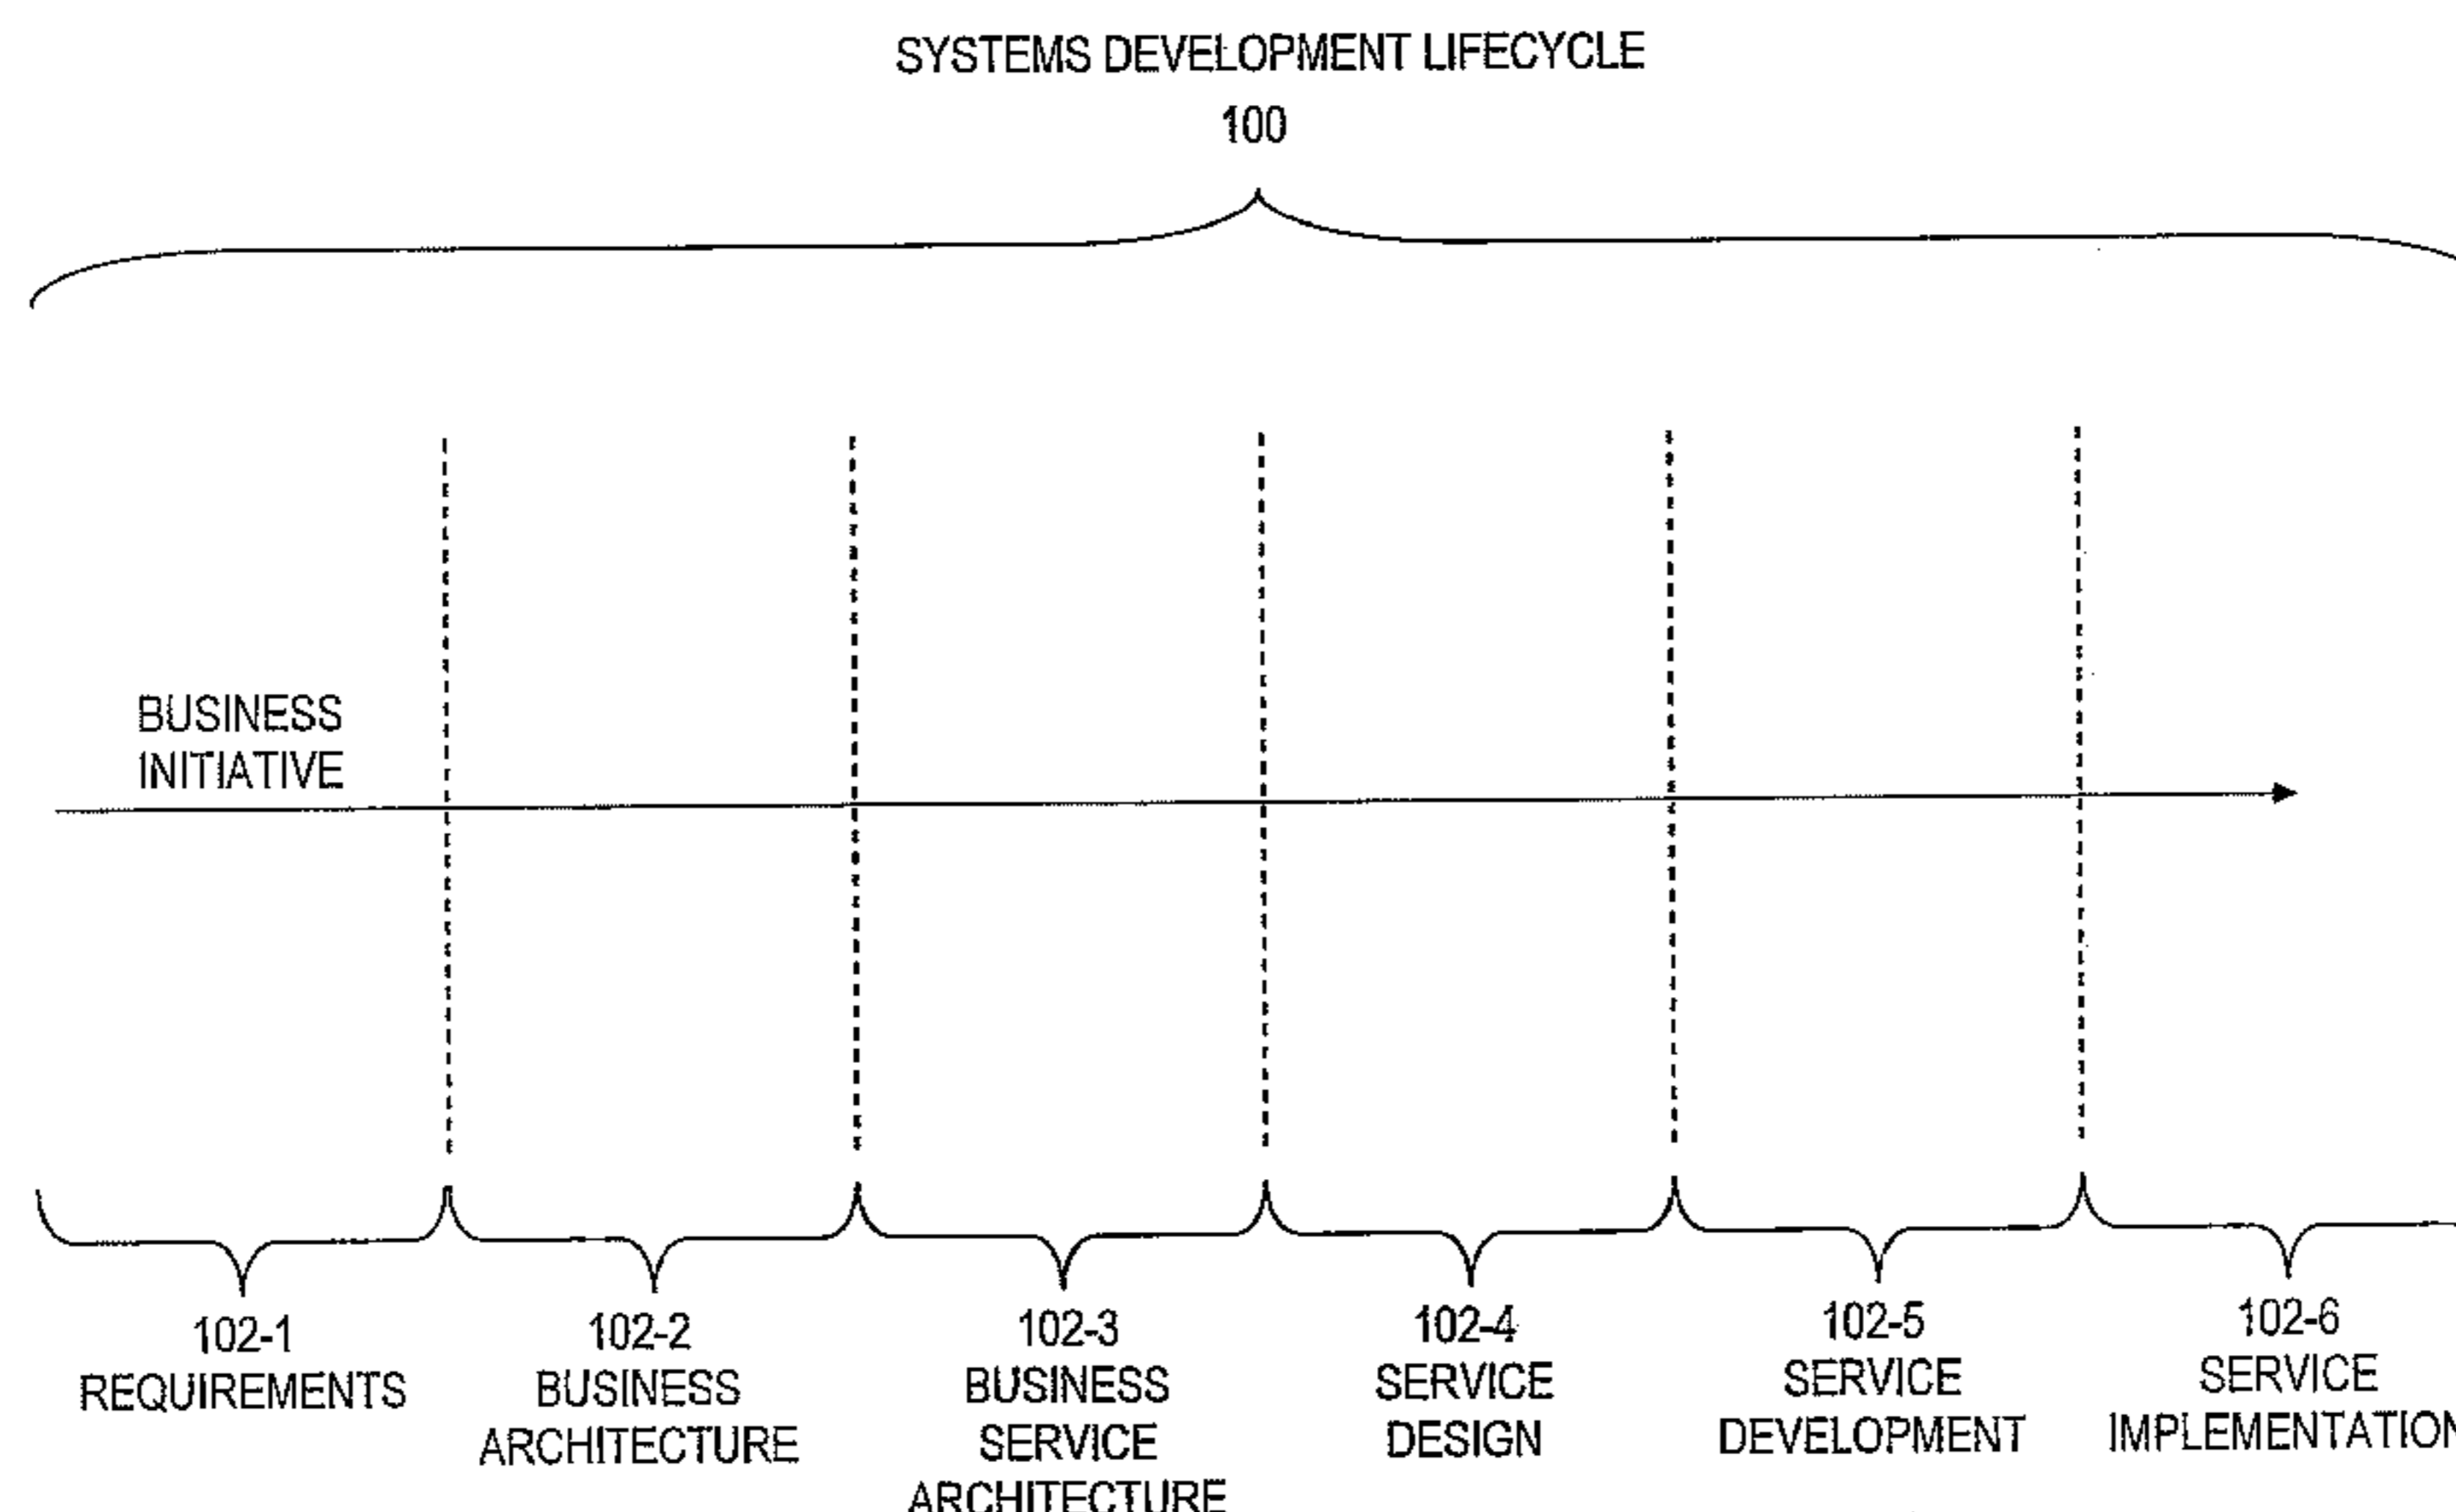 SYSTEMS DEVELOPMENT LIFECYCLE
100
BUSINESS
INITIATIVE
102-1
REQUIREMENTS
102-2
BUSINESS
ARCHITECTURE
102-3
BUSINESS
SERVICE
ARCHITECTURE
102-4
SERVICE
DESIGN
102-5
SERVICE
DEVELOPMENT
102-6
SERVICE
IMPLEMENTATION